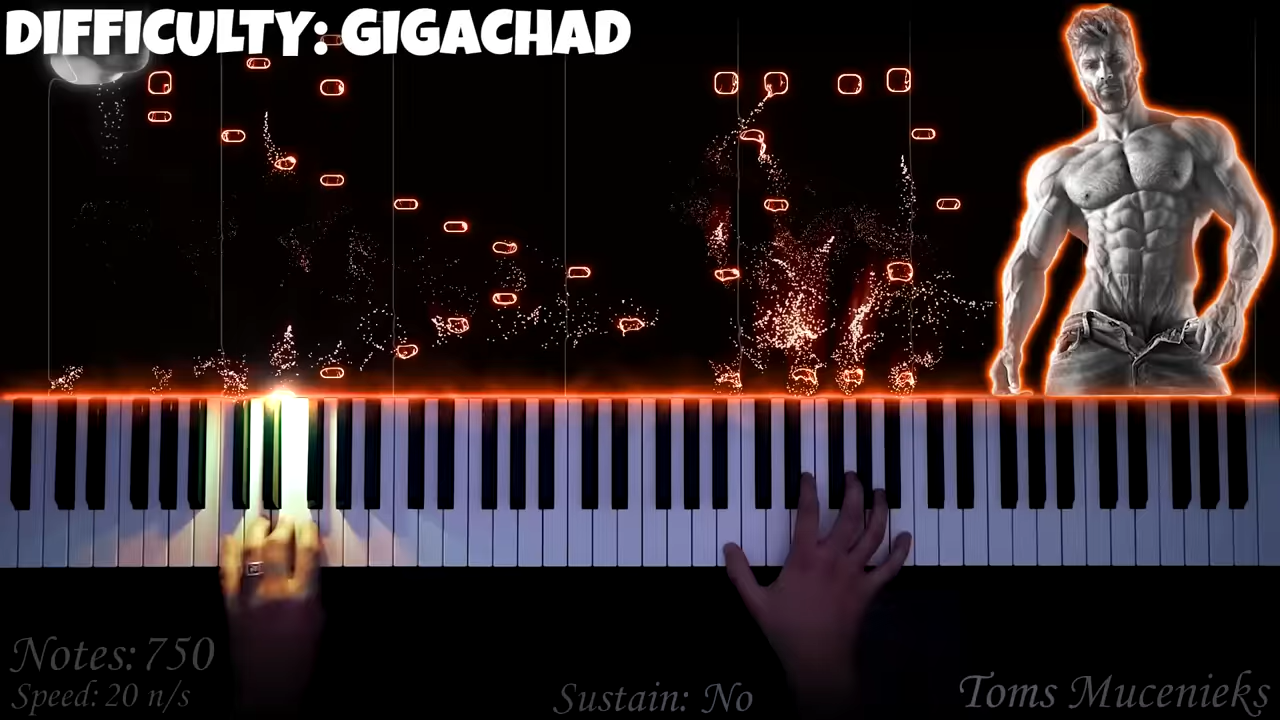 DIFFICULTY: GIGACHAD
Notes: 750
Speed: 20 n/s
Sustain: No
Toms Mucenieks